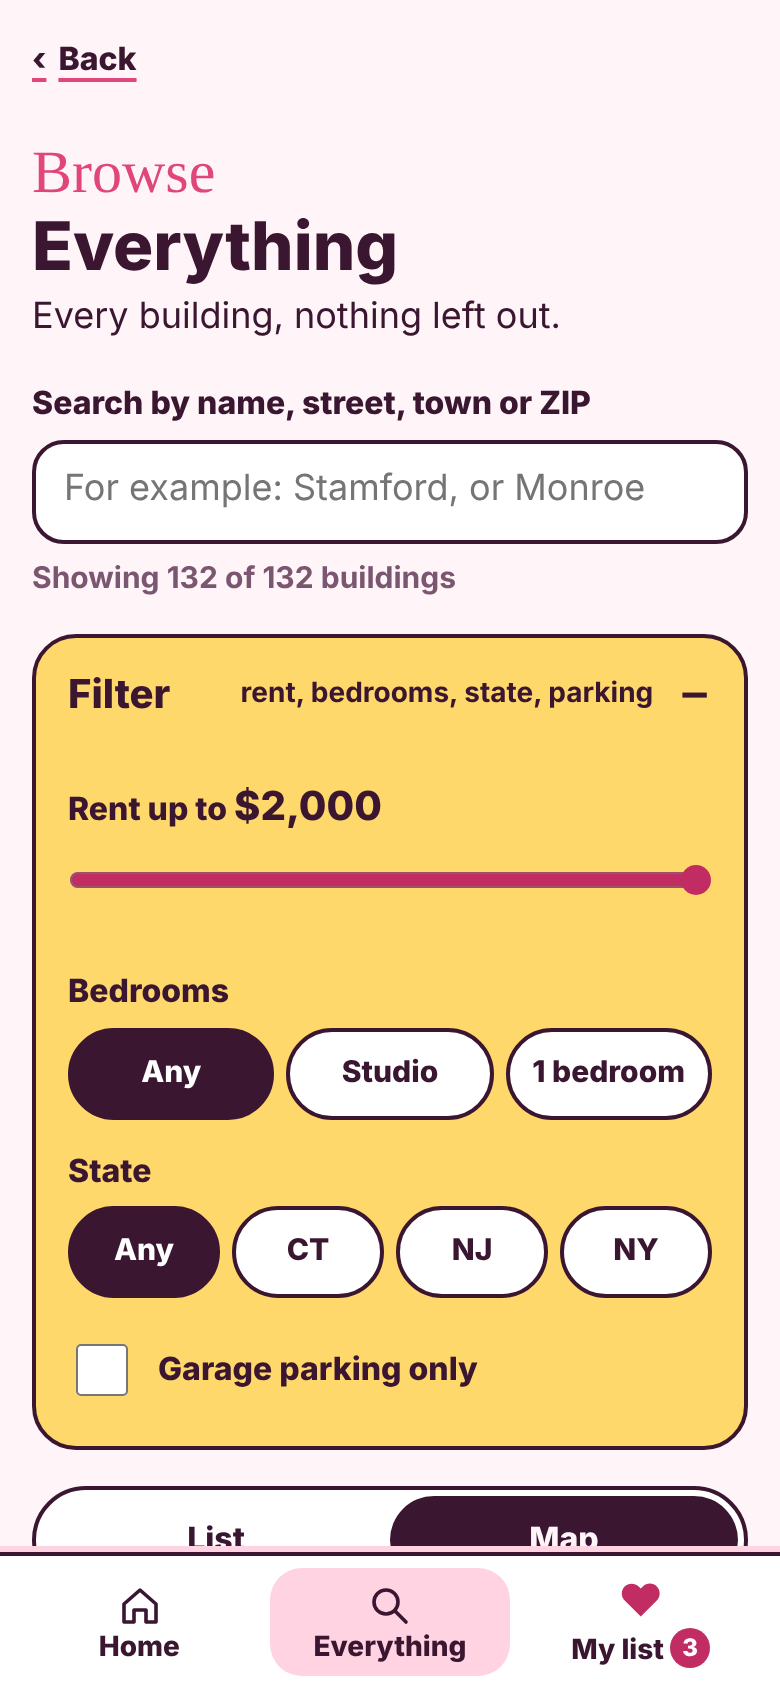 ‹ Back
Browse
Everything
Every building, nothing left out.
Search by name, street, town or ZIP
For example: Stamford, or Monroe
Showing 132 of 132 buildings
Filter rent, bedrooms, state, parking −
Rent up to $2,000
Bedrooms
Any Studio 1 bedroom
State
Any CT NJ NY
Garage parking only
List Map
Home Everything My list 3